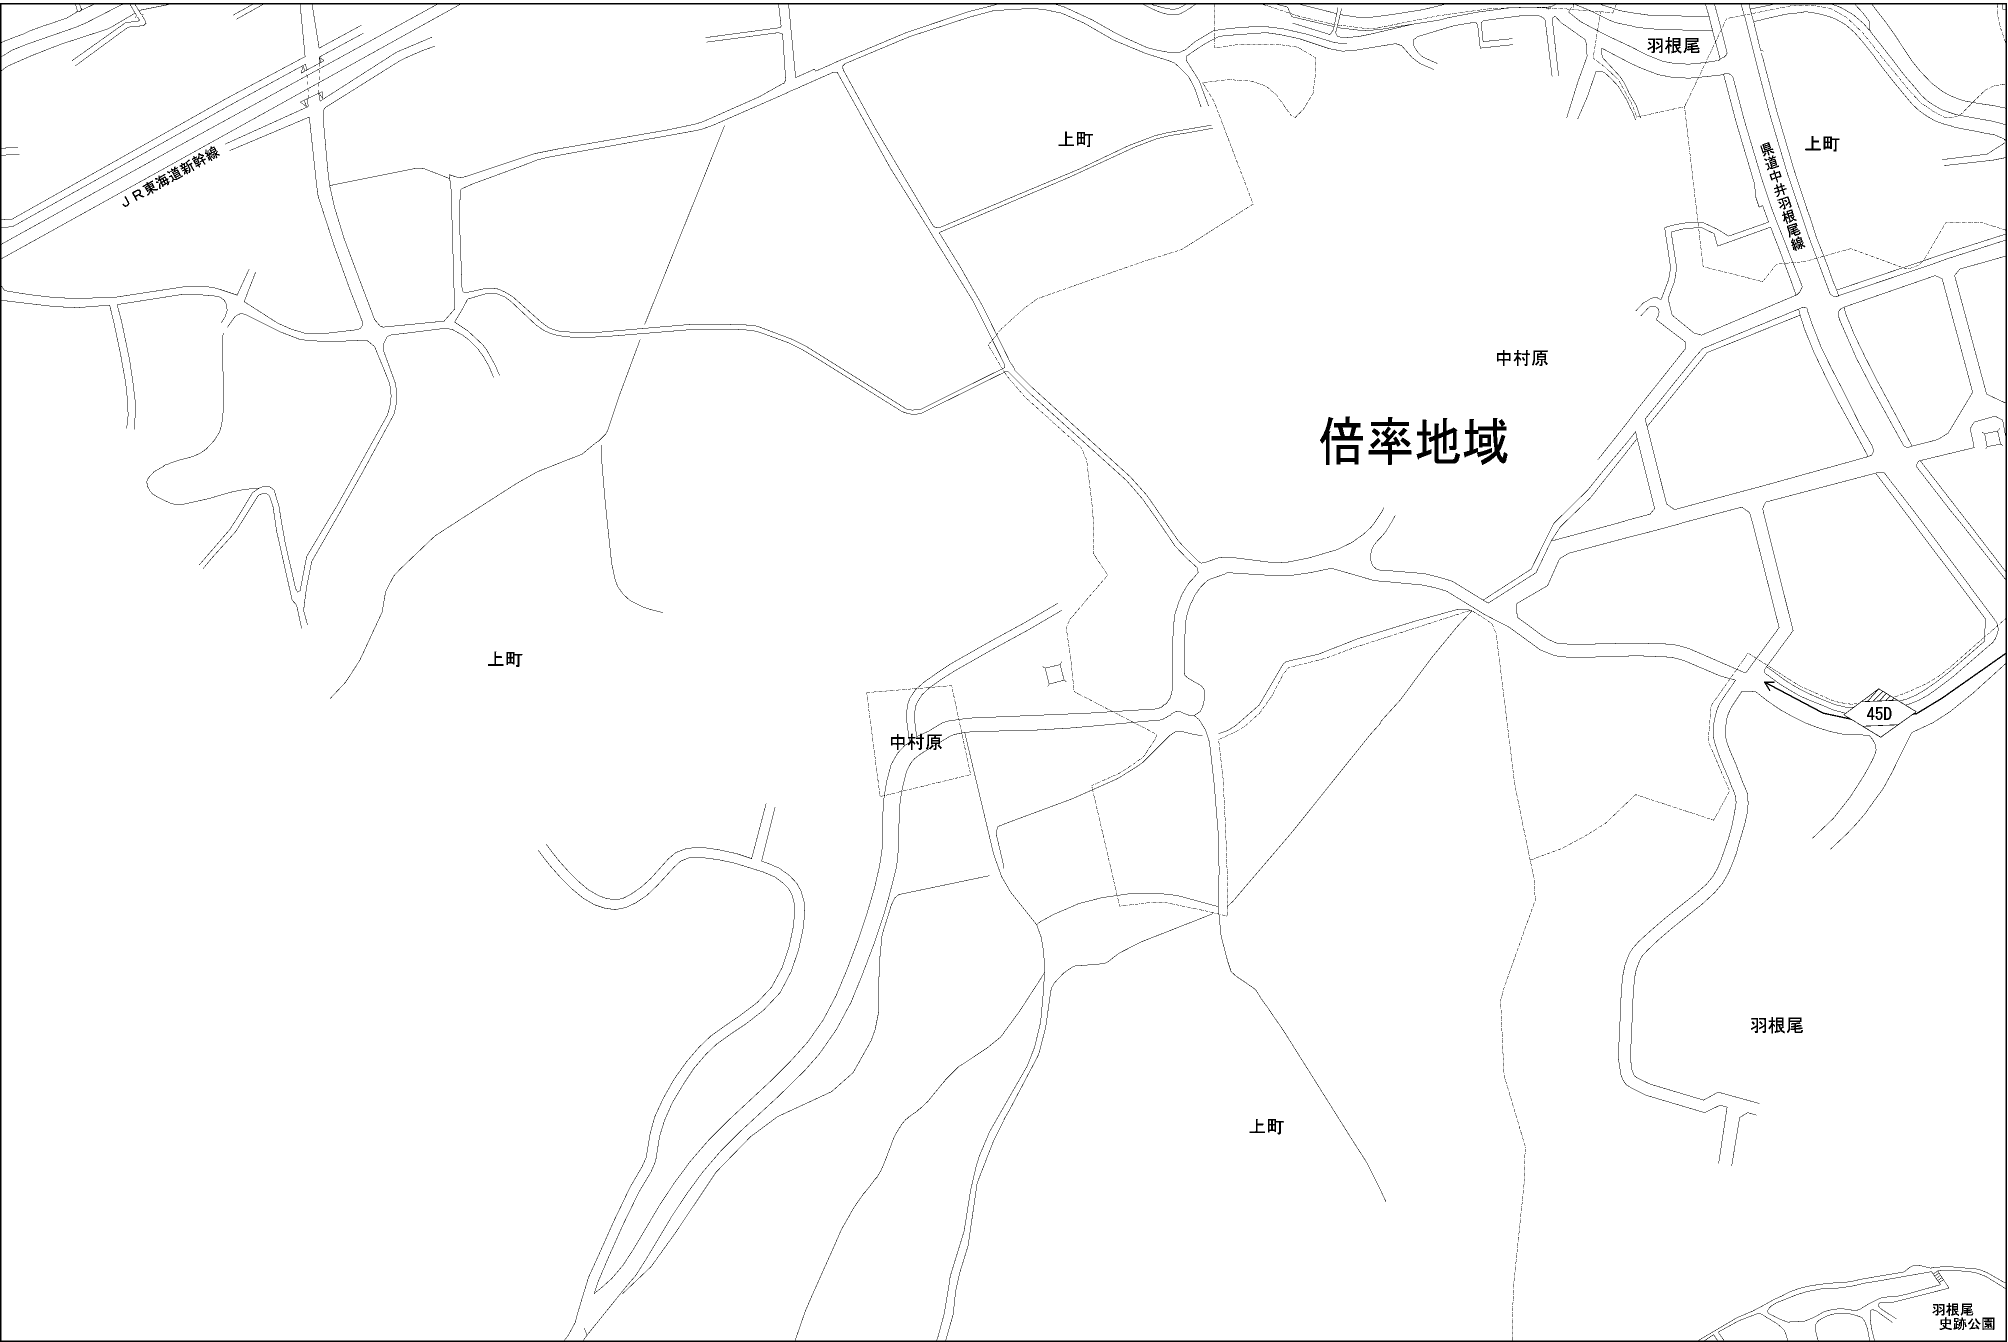 羽根尾
上町
上町
県道中井羽根尾線
JR東海道新幹線
中村原
倍率地域
上町
45D
中村原
羽根尾
上町
羽根尾
史跡公園